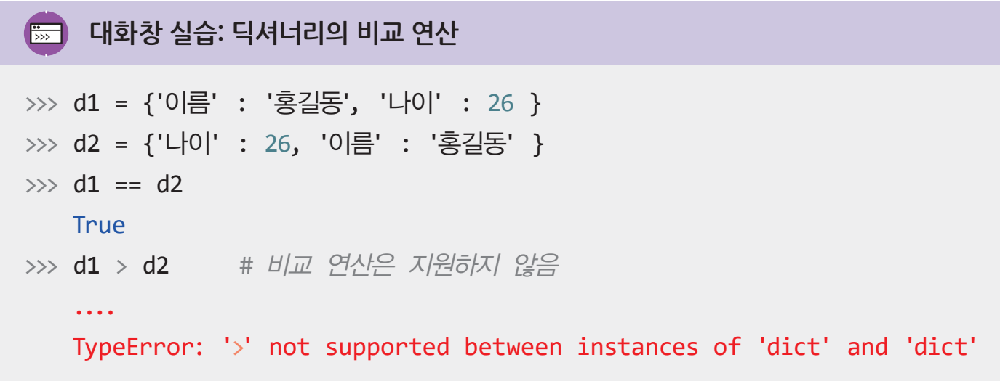 >>>
대화창 실습: 딕셔너리의 비교 연산
>>> d1 = {'이름' : '홍길동', '나이' : 26 }
>>> d2 = {'나이' : 26, '이름' : '홍길동' }
>>> d1 == d2
True
>>> d1 > d2 # 비교 연산은 지원하지 않음
....
TypeError: '>' not supported between instances of 'dict' and 'dict'